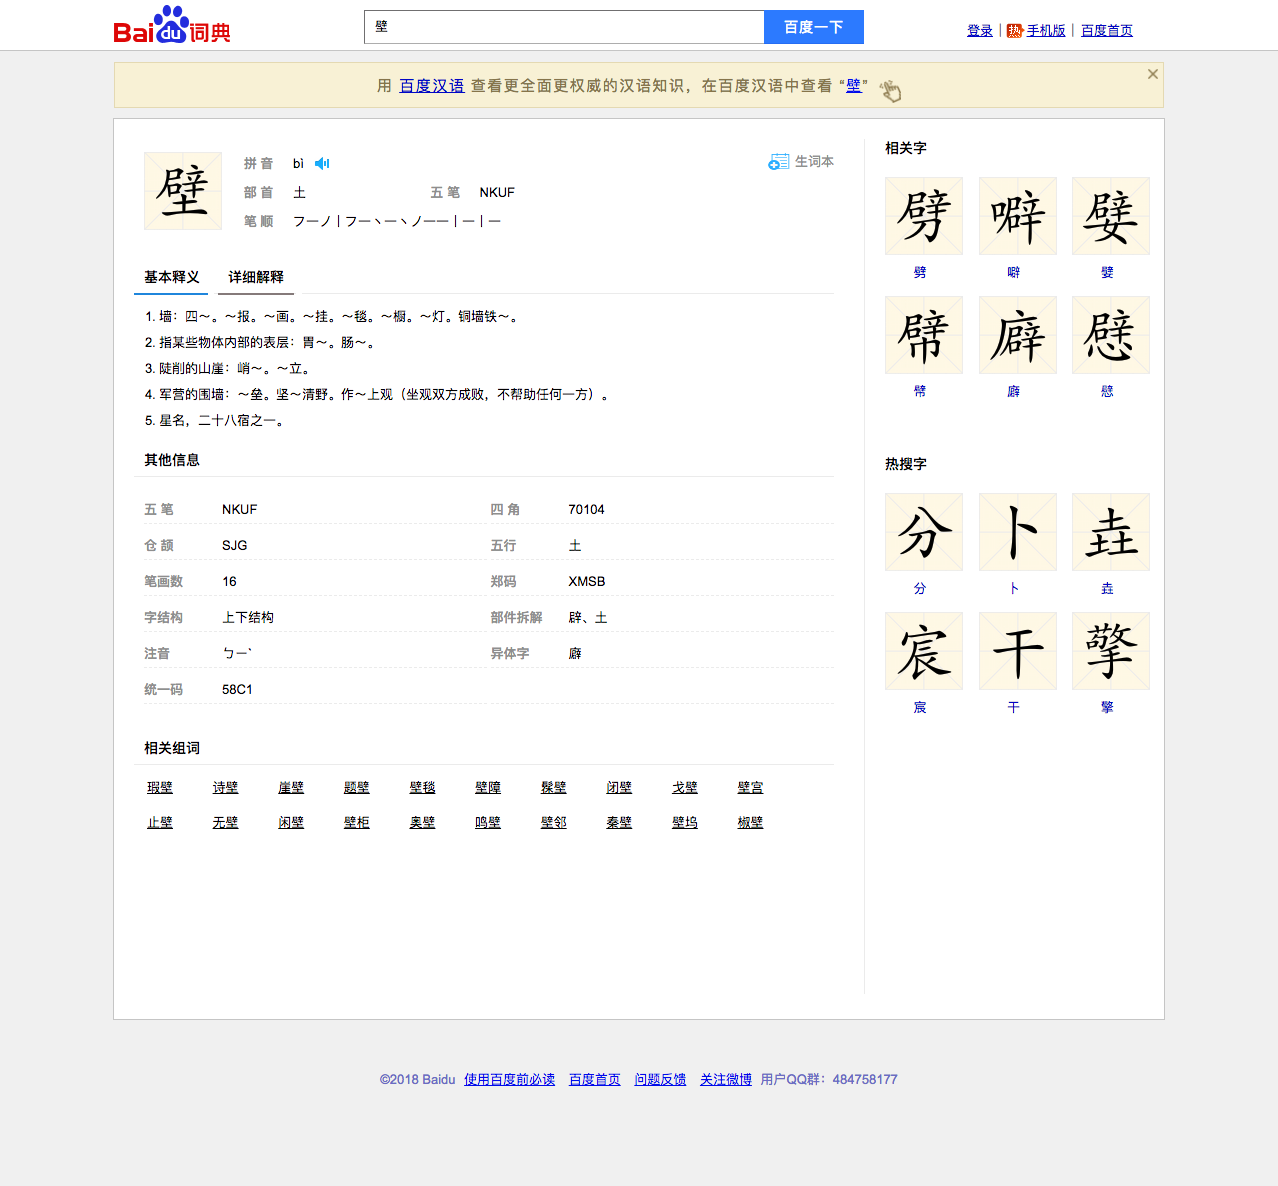 Baidu词典
壁
百度一下
登录 | 热 手机版 | 百度首页
用 百度汉语 查看更全面更权威的汉语知识，在百度汉语中查看 “壁”
壁
拼 音 bì
生词本
部 首 土 五 笔 NKUF
笔 顺 フ一ノ丨フ一丶一丶ノ一一丨一丨一
基本释义 详细解释
1. 墙：四～。～报。～画。～挂。～毯。～橱。～灯。铜墙铁～。
2. 指某些物体内部的表层：胃～。肠～。
3. 陡削的山崖：峭～。～立。
4. 军营的围墙：～垒。坚～清野。作～上观（坐观双方成败，不帮助任何一方）。
5. 星名，二十八宿之一。
其他信息
五 笔 NKUF 四 角 70104
仓 颉 SJG 五行 土
笔画数 16 郑码 XMSB
字结构 上下结构 部件拆解 辟、土
注音 ㄅㄧˋ 异体字 廦
统一码 58C1
相关组词
瑕壁 诗壁 崖壁 题壁 壁毯 壁障 髹壁 闭壁 戈壁 壁宫
止壁 无壁 闲壁 壁柜 奥壁 鸣壁 壁邻 秦壁 壁坞 椒壁
相关字
劈 噼 嬖
劈 噼 嬖
幦 廦 憵
幦 廦 憵
热搜字
分 卜 垚
分 卜 垚
宸 干 擎
宸 干 擎
©2018 Baidu 使用百度前必读 百度首页 问题反馈 关注微博 用户QQ群：484758177